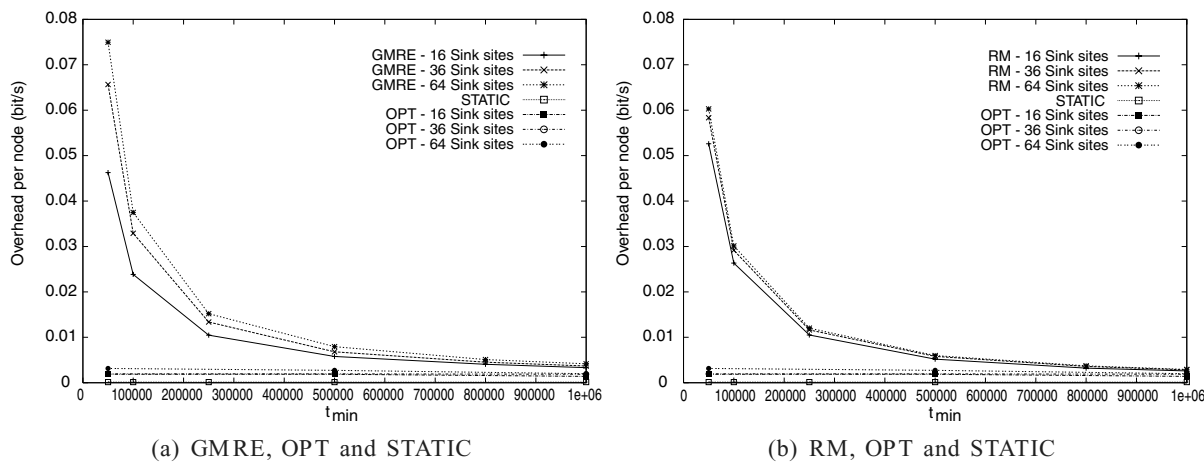 0.08
0.07
0.06
0.05
0.04
0.03
0.02
0.01
0
Overhead per node (bit/s)
GMRE - 16 Sink sites
GMRE - 36 Sink sites
GMRE - 64 Sink sites
STATIC
OPT - 16 Sink sites
OPT - 36 Sink sites
OPT - 64 Sink sites
0 100000 200000 300000 400000 500000 600000 700000 800000 900000 1e+06
tmin
(a) GMRE, OPT and STATIC
0.08
0.07
0.06
0.05
0.04
0.03
0.02
0.01
0
Overhead per node (bit/s)
RM - 16 Sink sites
RM - 36 Sink sites
RM - 64 Sink sites
STATIC
OPT - 16 Sink sites
OPT - 36 Sink sites
OPT - 64 Sink sites
0 100000 200000 300000 400000 500000 600000 700000 800000 900000 1e+06
tmin
(b) RM, OPT and STATIC